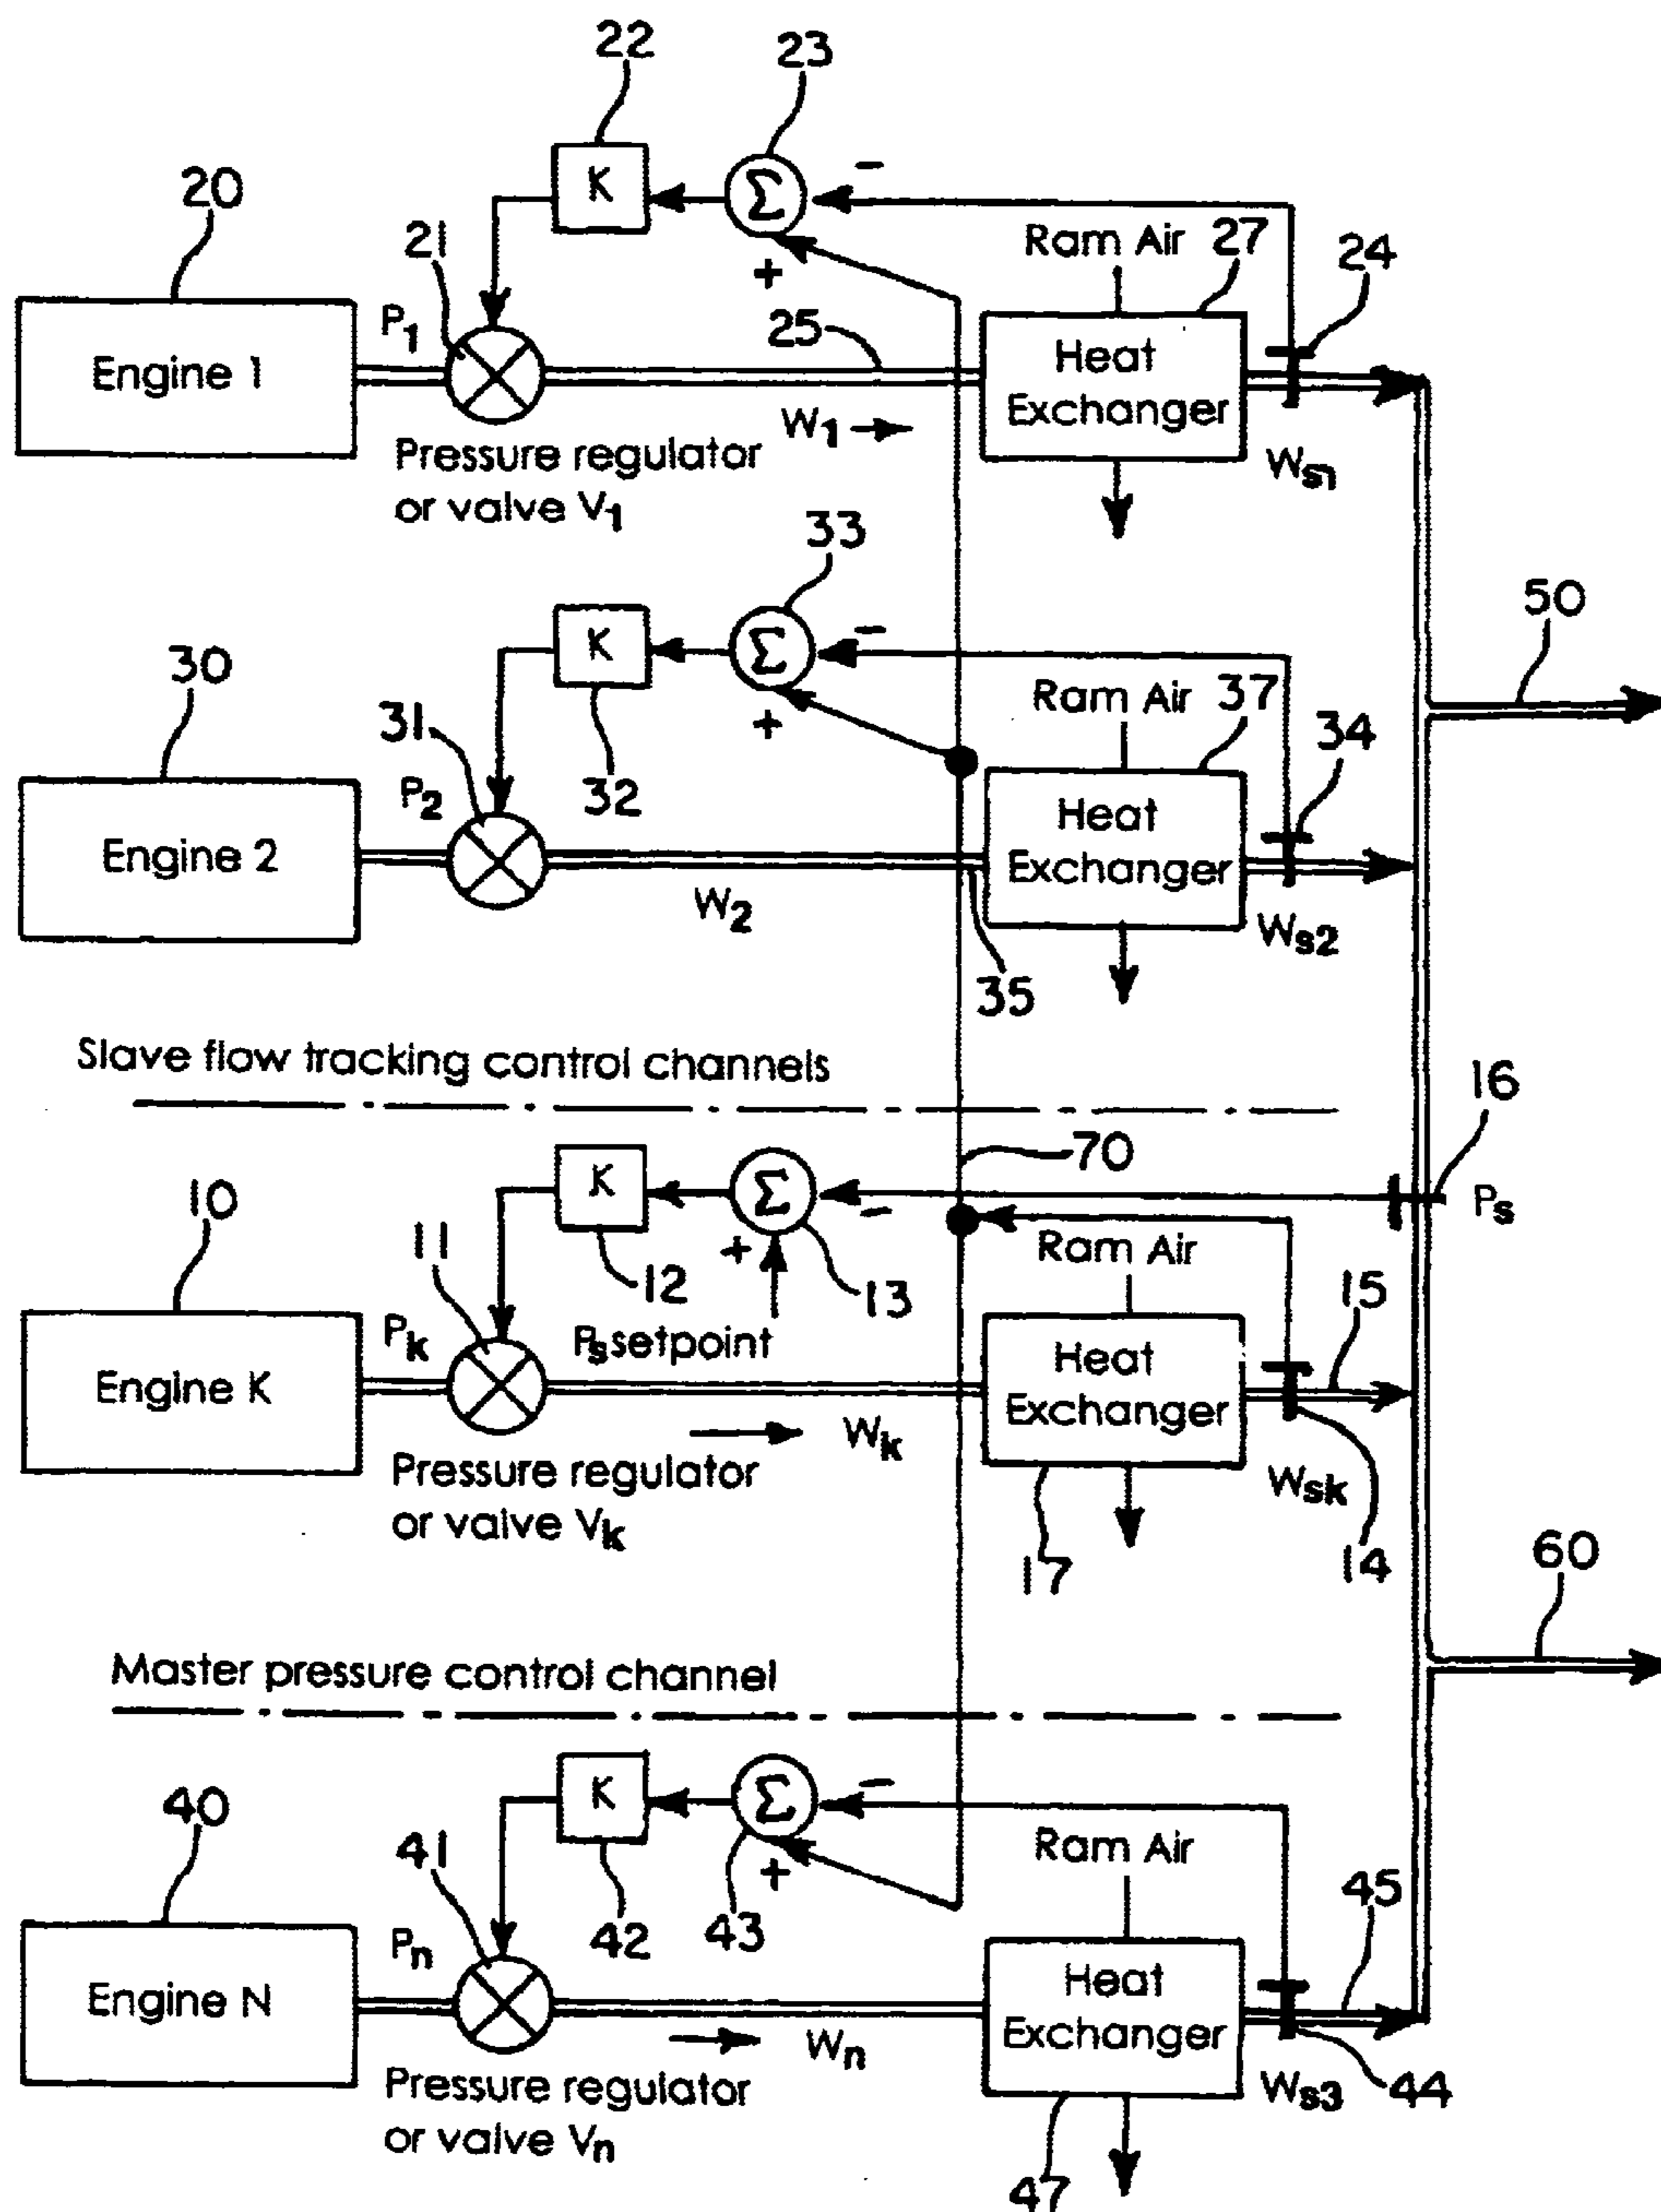 22
23
K
Σ
-
20
21
Ram Air 27
24
+
P1
25
Engine 1
Heat
Exchanger
W1
Ws1
Pressure regulator
or valve V1
33
50
K
Σ
-
30
Ram Air 37
34
31
+
32
P2
Heat
Exchanger
Engine 2
W2
Ws2
35
Slave flow tracking control channels
16
70
K
Σ
-
Ps
10
11
+
Ram Air
12
13
15
Pk
Ps setpoint
Heat
Exchanger
Engine K
Wk
Wsk
Pressure regulator
or valve Vk
17
14
60
Master pressure control channel
K
Σ
-
40
41
+
Ram Air
45
42
43
Pn
Heat
Exchanger
Engine N
Wn
Ws3
44
Pressure regulator
or valve Vn
47